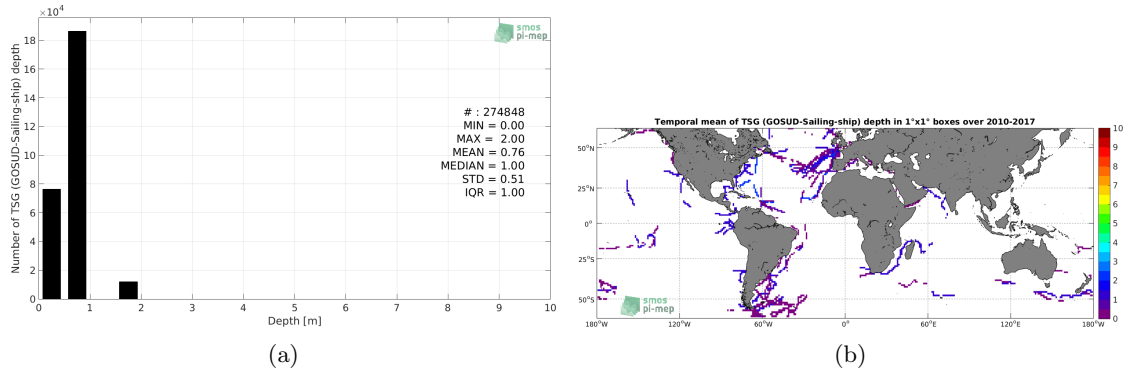 ×10⁴
18
16
14
12
10
8
6
4
2
0
Number of TSG (GOSUD-Sailing-ship) depth
0 1 2 3 4 5 6 7 8 9 10
Depth [m]
smos
pi-mep
# : 274848
MIN = 0.00
MAX = 2.00
MEAN = 0.76
MEDIAN = 1.00
STD = 0.51
IQR = 1.00
(a)
Temporal mean of TSG (GOSUD-Sailing-ship) depth in 1°x1° boxes over 2010-2017
50°N
25°N
0°
25°S
50°S
180°W 120°W 60°W 0° 60°E 120°E 180°W
smos
pi-mep
10
9
8
7
6
5
4
3
2
1
0
(b)